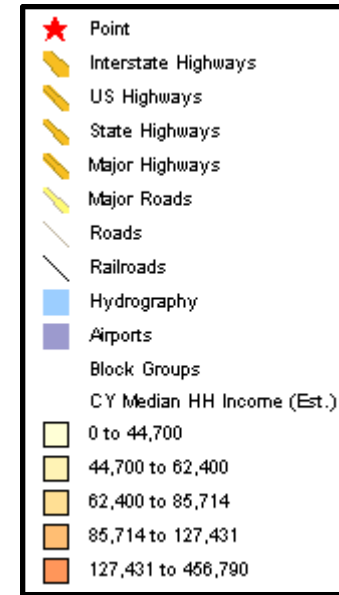 Point
Interstate Highways
US Highways
State Highways
Major Highways
Major Roads
Roads
Railroads
Hydrography
Airports
Block Groups
CY Median HH Income (Est.)
0 to 44,700
44,700 to 62,400
62,400 to 85,714
85,714 to 127,431
127,431 to 456,790